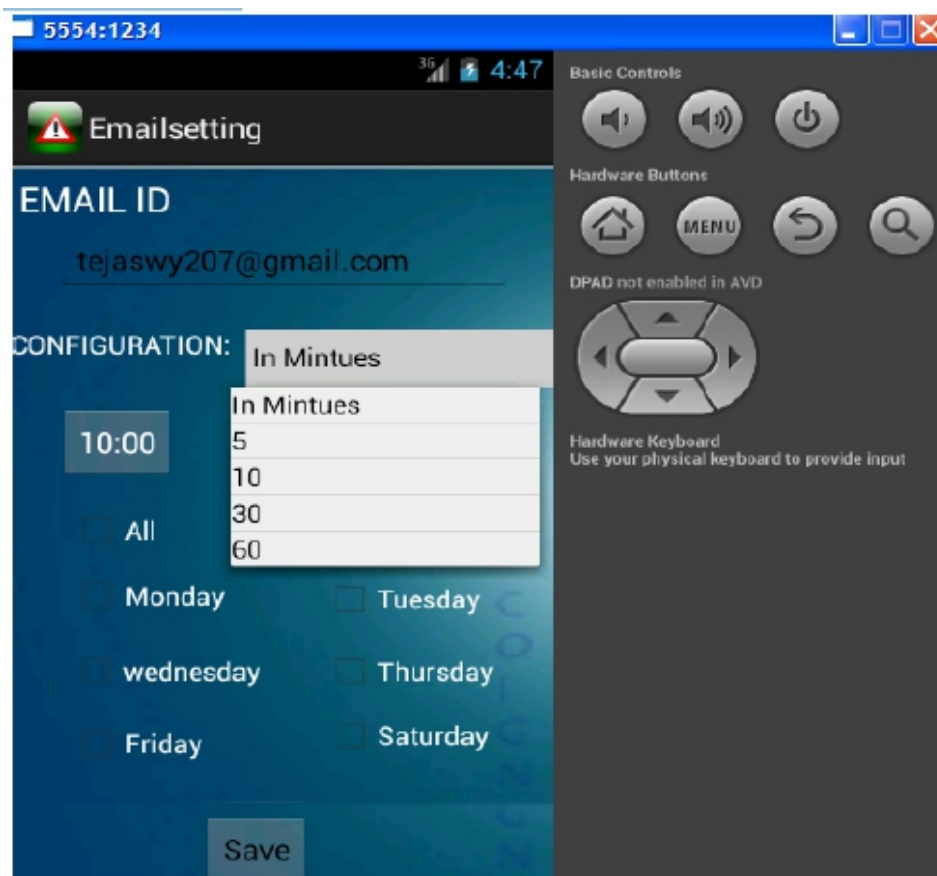 5554:1234
3G 4:47
Emailsetting
EMAIL ID
tejaswy207@gmail.com
CONFIGURATION:
In Mintues
In Mintues
5
10
30
60
10:00
All
Monday
Tuesday
wednesday
Thursday
Friday
Saturday
Save
Basic Controls
Hardware Buttons
MENU
DPAD not enabled in AVD
Hardware Keyboard
Use your physical keyboard to provide input